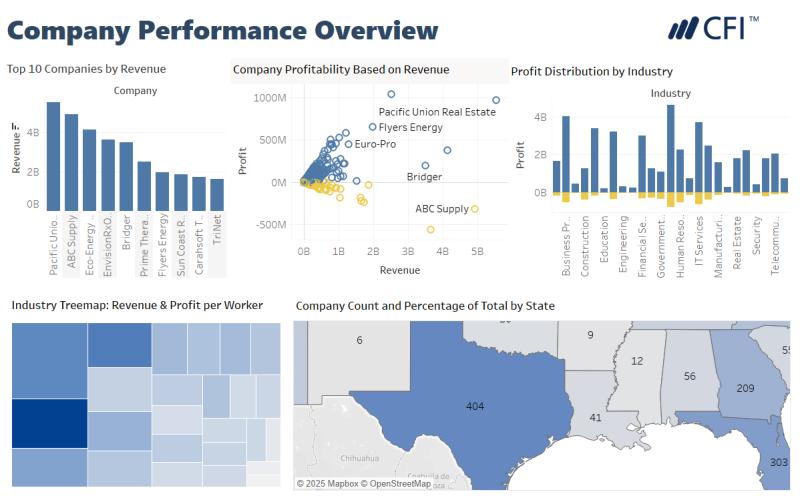 Company Performance Overview
CFI™
Top 10 Companies by Revenue
Company
Revenue
4B
2B
0B
Pacific Unio..
ABC Supply
Eco-Energy ..
EnvisionRxO..
Bridger
Prime Thera..
Flyers Energy
Sun Coast R..
Carahsoft T..
TriNet
Company Profitability Based on Revenue
Profit
1000M
500M
0M
-500M
Pacific Union Real Estate
Flyers Energy
Euro-Pro
Bridger
ABC Supply
0B 1B 2B 3B 4B 5B
Revenue
Profit Distribution by Industry
Industry
Profit
4B
2B
0B
Business Pr..
Construction
Education
Engineering
Financial Se..
Government..
Human Reso..
IT Services
Manufacturi..
Real Estate
Security
Telecommu..
Industry Treemap: Revenue & Profit per Worker
Company Count and Percentage of Total by State
6
9
12
56
209
404
41
303
Chihuahua
Coahuila de
© 2025 Mapbox © OpenStreetMap